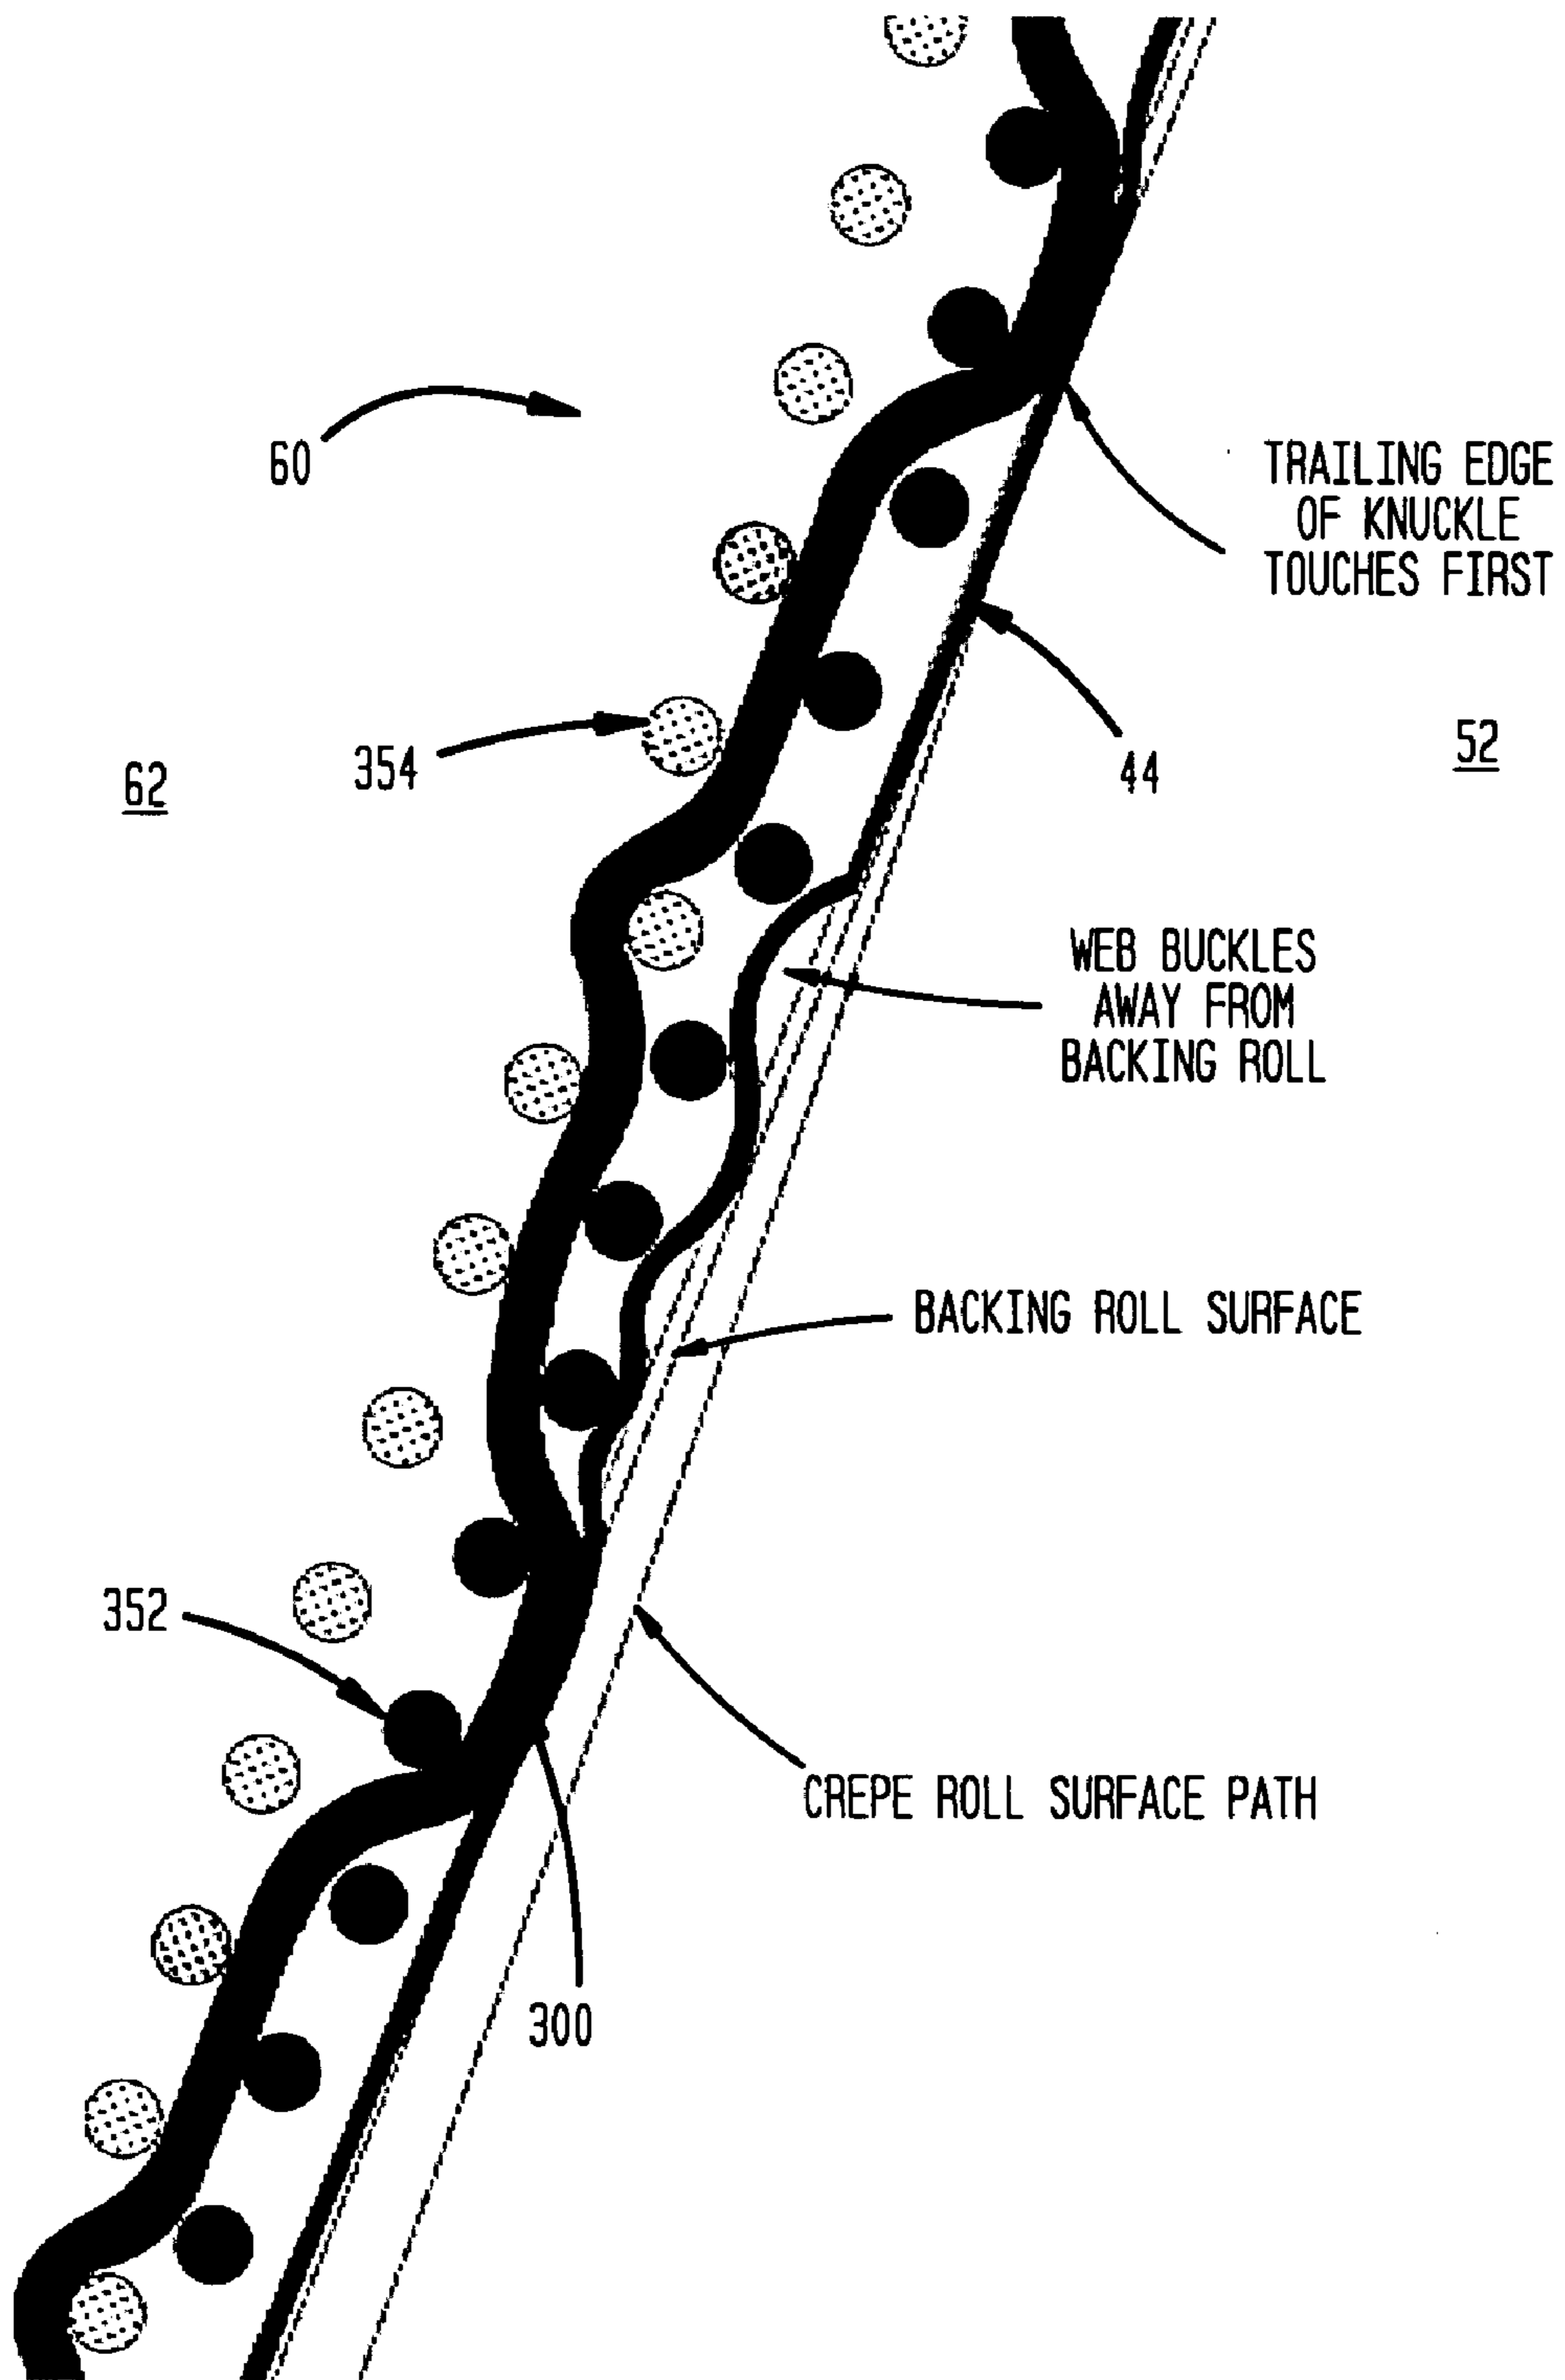 60
TRAILING EDGE
OF KNUCKLE
TOUCHES FIRST
354
62
44
52
WEB BUCKLES
AWAY FROM
BACKING ROLL
BACKING ROLL SURFACE
352
CREPE ROLL SURFACE PATH
300